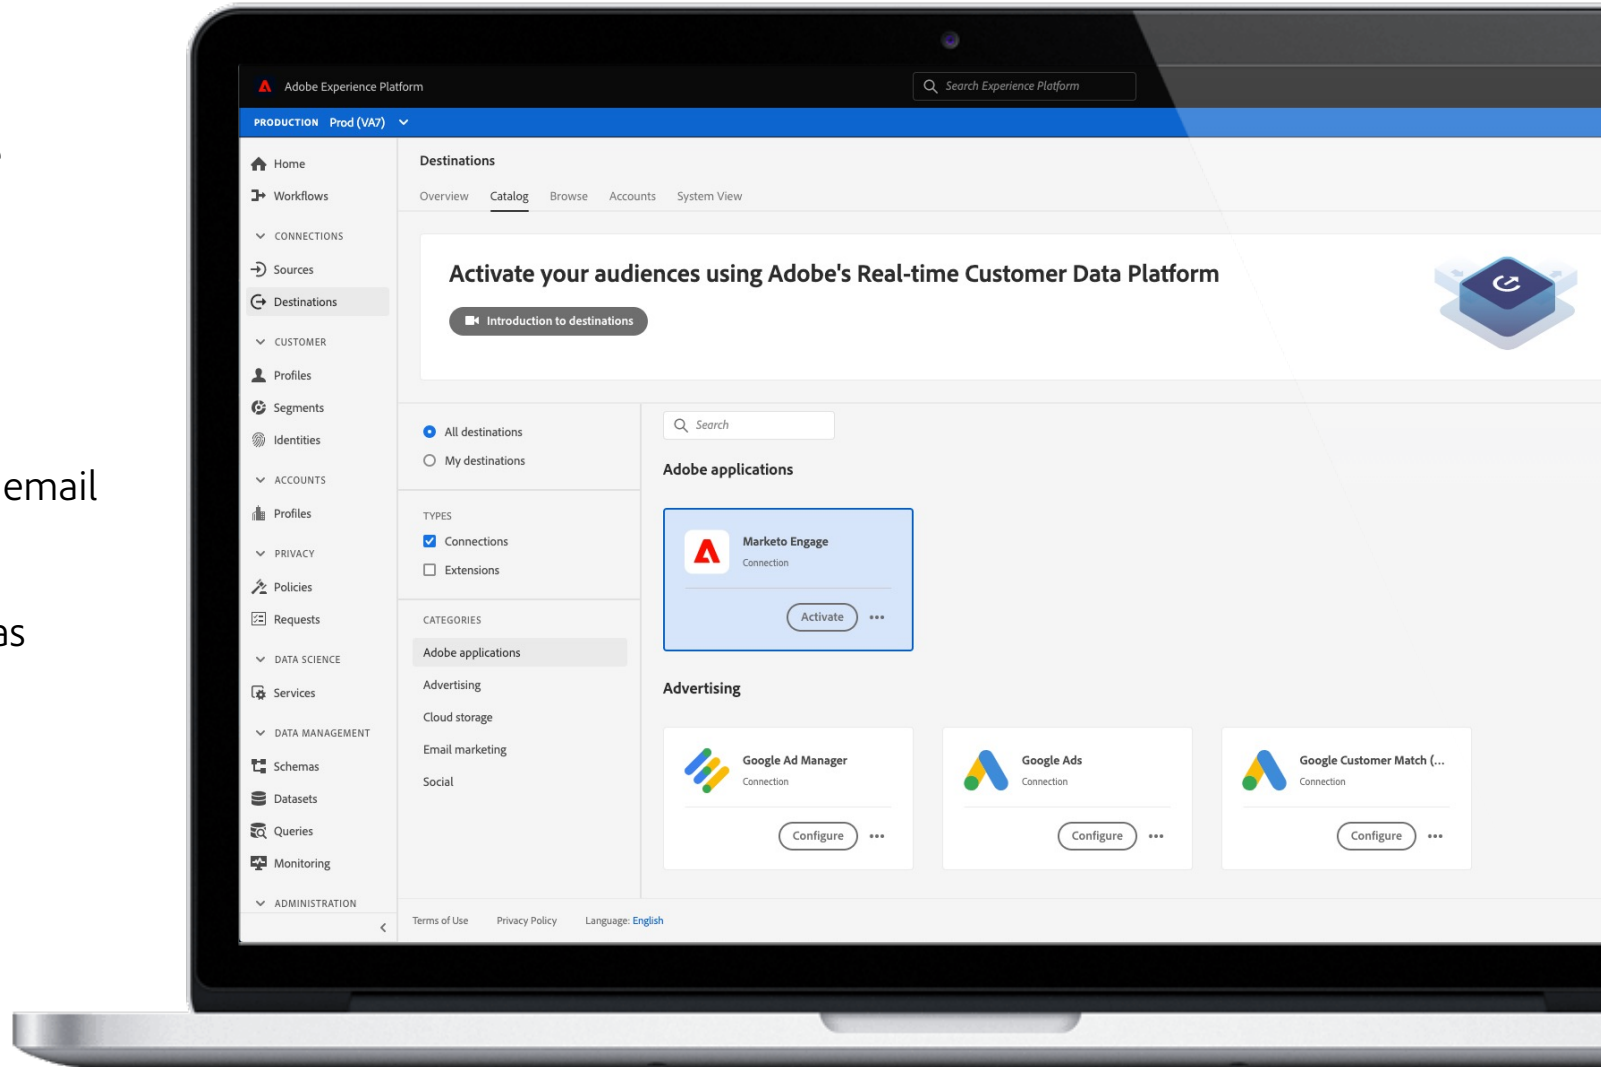 email
as
Adobe Experience Platform
Search Experience Platform
PRODUCTION Prod (VA7)
Home
Workflows
CONNECTIONS
Sources
Destinations
CUSTOMER
Profiles
Segments
Identities
ACCOUNTS
Profiles
PRIVACY
Policies
Requests
DATA SCIENCE
Services
DATA MANAGEMENT
Schemas
Datasets
Queries
Monitoring
ADMINISTRATION
Destinations
Overview Catalog Browse Accounts System View
Activate your audiences using Adobe's Real-time Customer Data Platform
Introduction to destinations
All destinations
My destinations
TYPES
Connections
Extensions
CATEGORIES
Adobe applications
Advertising
Cloud storage
Email marketing
Social
Search
Adobe applications
Marketo Engage
Connection
Activate
Advertising
Google Ad Manager
Connection
Configure
Google Ads
Connection
Configure
Google Customer Match (...
Connection
Configure
Terms of Use Privacy Policy Language: English